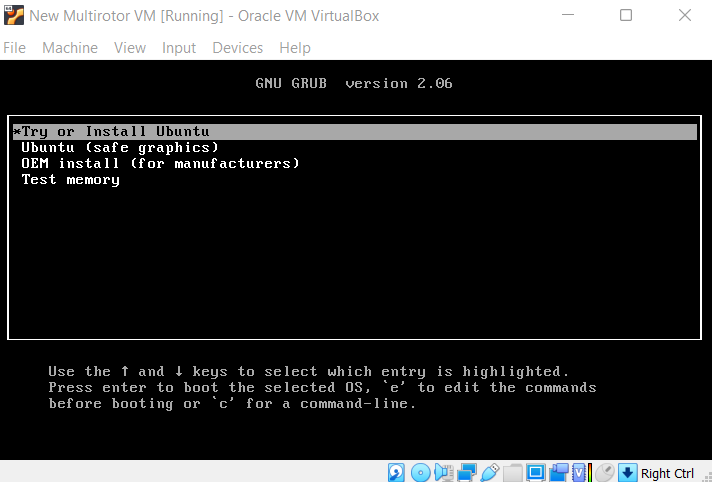 New Multirotor VM [Running] - Oracle VM VirtualBox
File Machine View Input Devices Help
GNU GRUB version 2.06
*Try or Install Ubuntu
Ubuntu (safe graphics)
OEM install (for manufacturers)
Test memory
Use the ↑ and ↓ keys to select which entry is highlighted.
Press enter to boot the selected OS, `e' to edit the commands
before booting or `c' for a command-line.
Right Ctrl